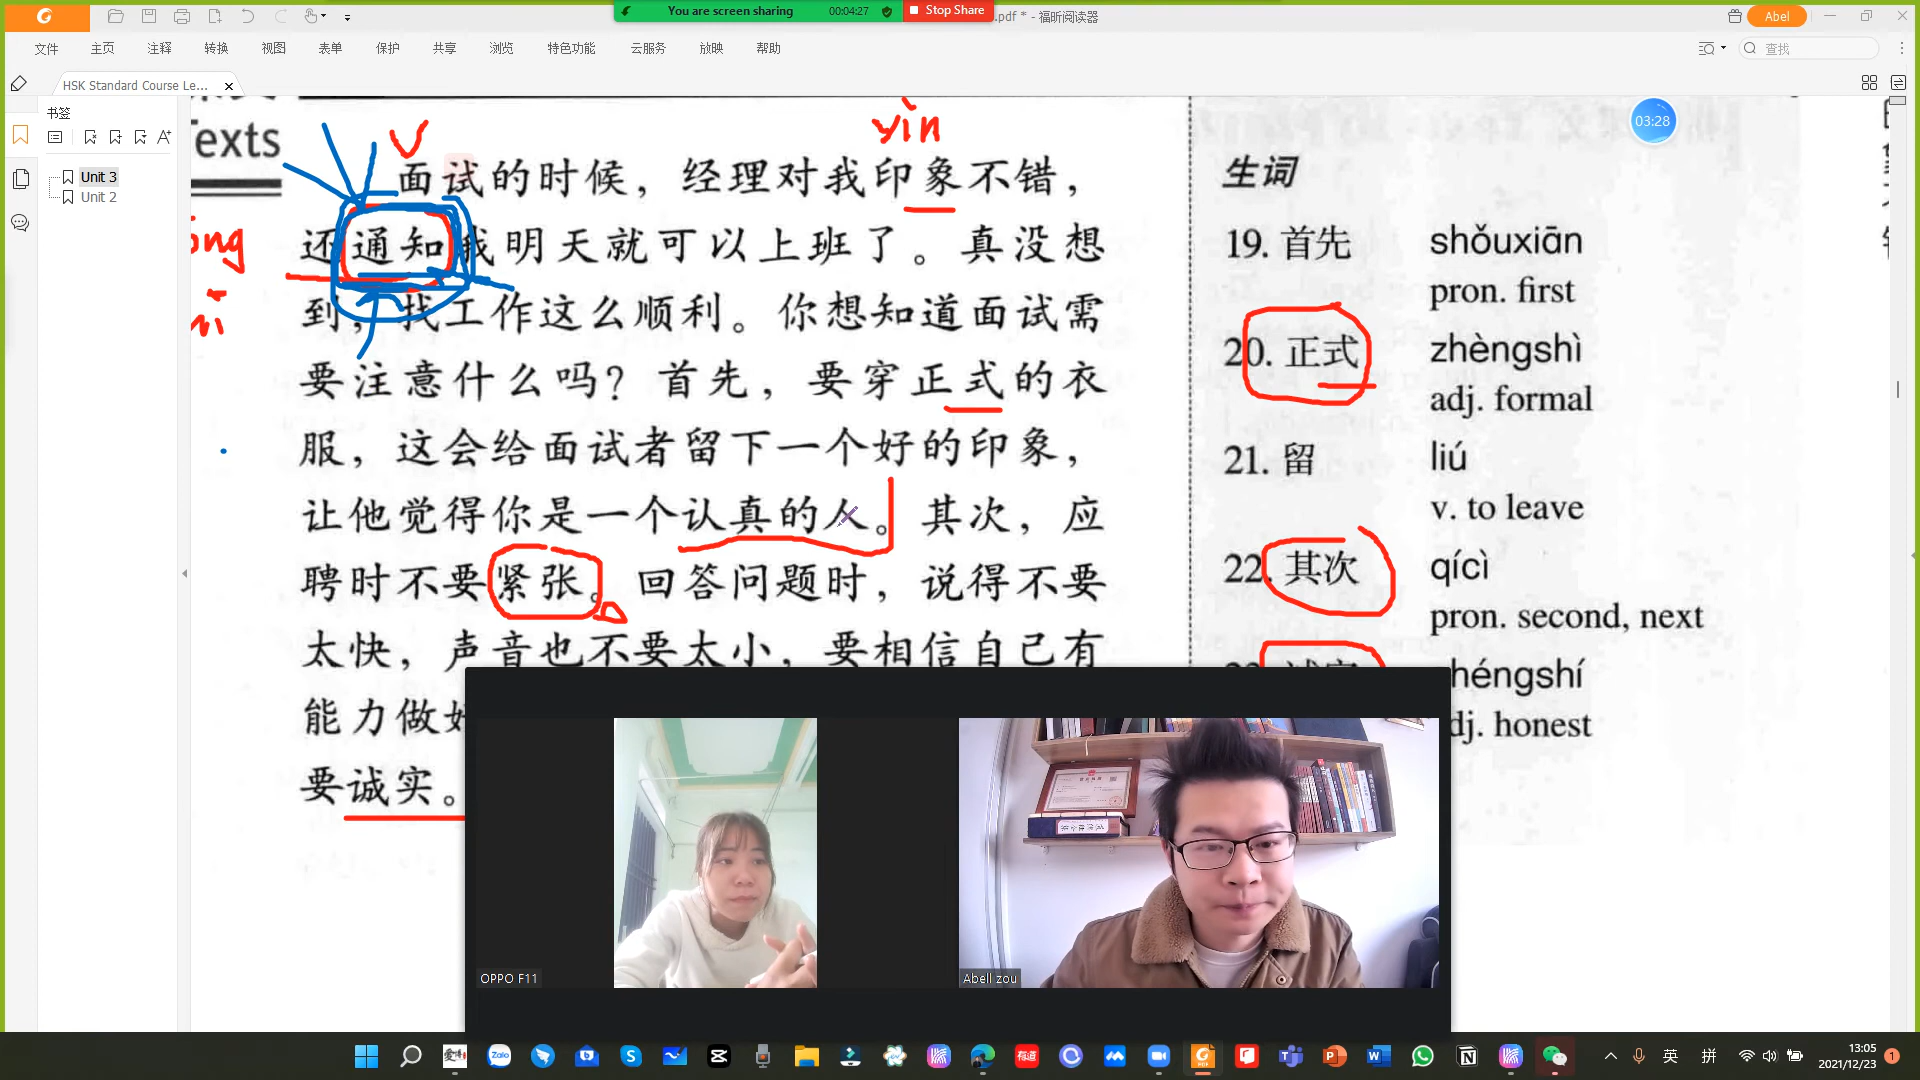 You are screen sharing
00:04:27
Stop Share
.pdf * - 福昕阅读器
Abel
文件
主页
注释
转换
视图
表单
保护
共享
浏览
特色功能
云服务
放映
帮助
查找
HSK Standard Course Le...
书签
Unit 3
Unit 2
exts
03:28
yìn
面试的时候，经理对我印象不错，
还通知我明天就可以上班了。真没想
到，找工作这么顺利。你想知道面试需
要注意什么吗？首先，要穿正式的衣
服，这会给面试者留下一个好的印象，
让他觉得你是一个认真的人。其次，应
聘时不要紧张。回答问题时，说得不要
太快，声音也不要太小，要相信自己有
能力做好
要诚实。
ong
生词
19. 首先 shǒuxiān
pron. first
20. 正式 zhèngshì
adj. formal
21. 留 liú
v. to leave
22. 其次 qícì
pron. second, next
héngshí
dj. honest
OPPO F11
Abell zou
英
拼
13:05
2021/12/23
1